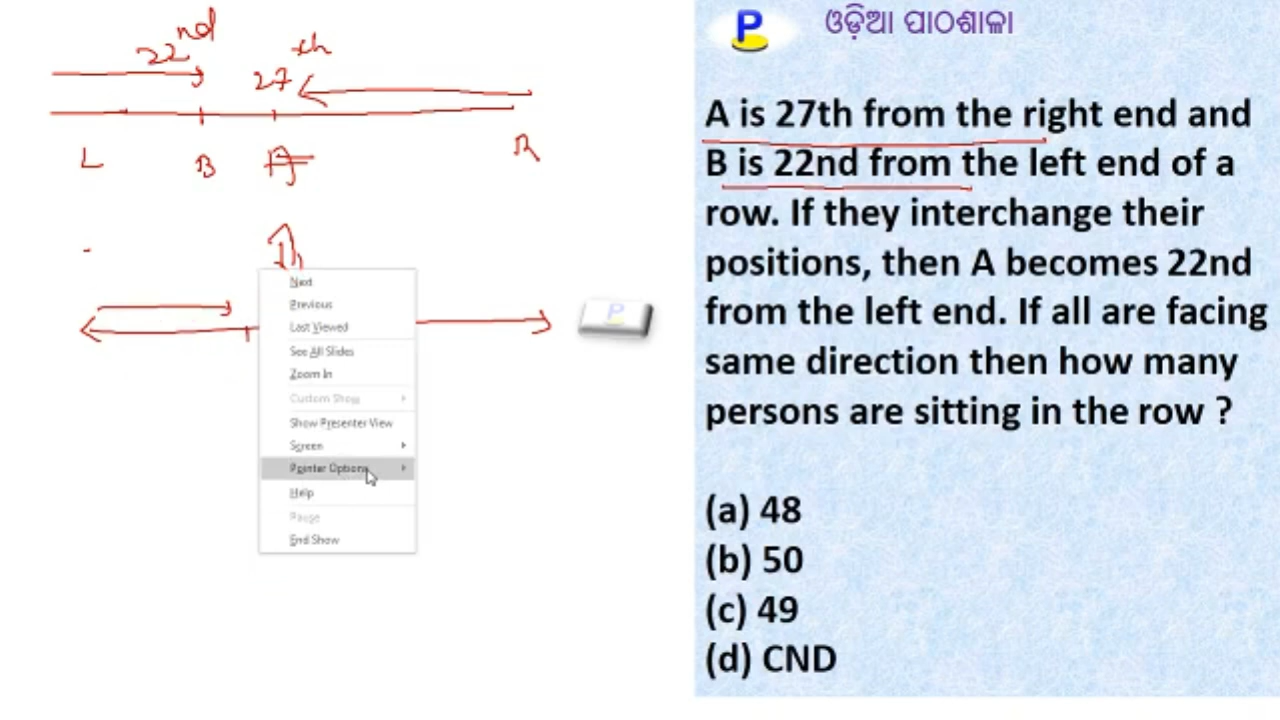 22nd
27th
L B A R
A
Next
Previous
Last Viewed
See All Slides
Zoom In
Custom Show
Show Presenter View
Screen
Pointer Options
Help
Pause
End Show
P
P
ଓଡ଼ିଆ ପାଠଶାଳା
A is 27th from the right end and
B is 22nd from the left end of a
row. If they interchange their
positions, then A becomes 22nd
from the left end. If all are facing
same direction then how many
persons are sitting in the row ?
(a) 48
(b) 50
(c) 49
(d) CND